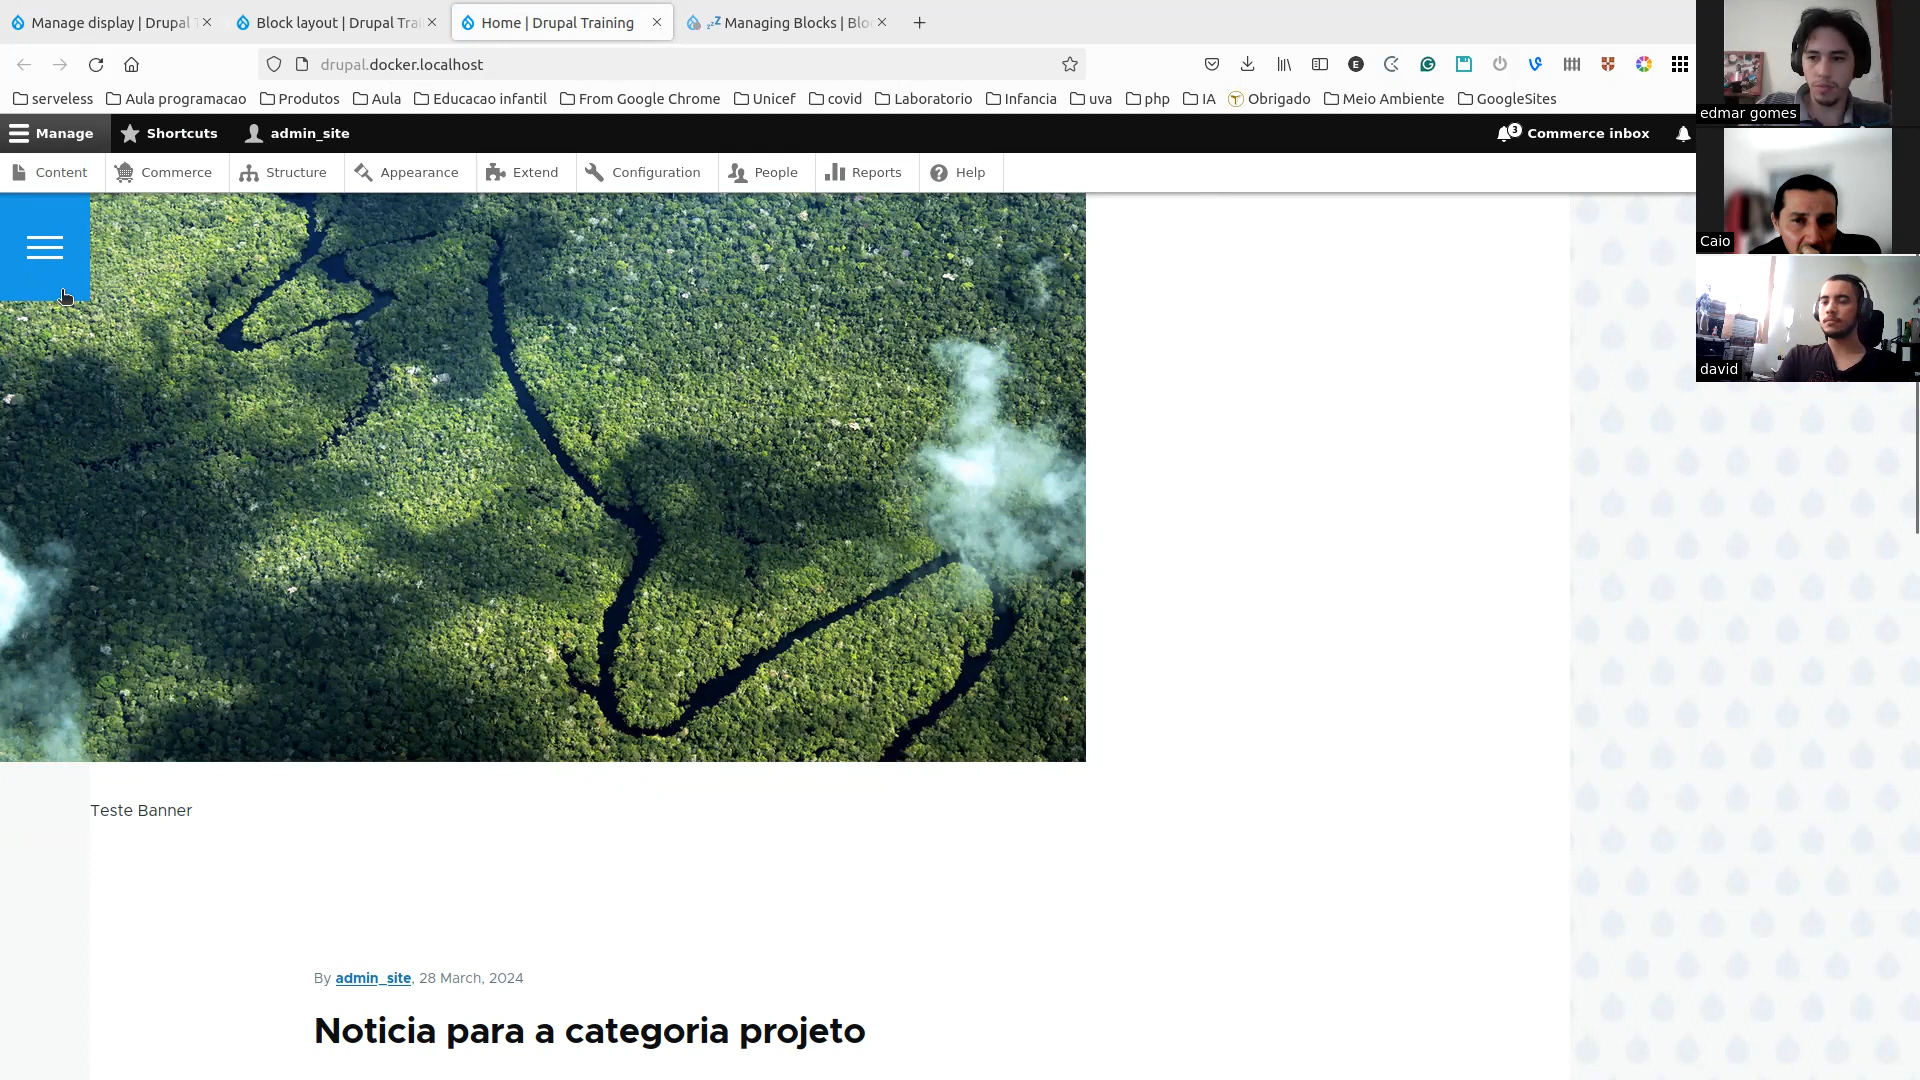 Manage display | Drupal T
Block layout | Drupal Trai
Home | Drupal Training
Managing Blocks | Blo
drupal.docker.localhost
serveless
Aula programacao
Produtos
Aula
Educacao infantil
From Google Chrome
Unicef
covid
Laboratorio
Infancia
uva
php
IA
Obrigado
Meio Ambiente
GoogleSites
Manage
Shortcuts
admin_site
3
Commerce inbox
Content
Commerce
Structure
Appearance
Extend
Configuration
People
Reports
Help
edmar gomes
Caio
david
Teste Banner
By admin_site, 28 March, 2024
Noticia para a categoria projeto